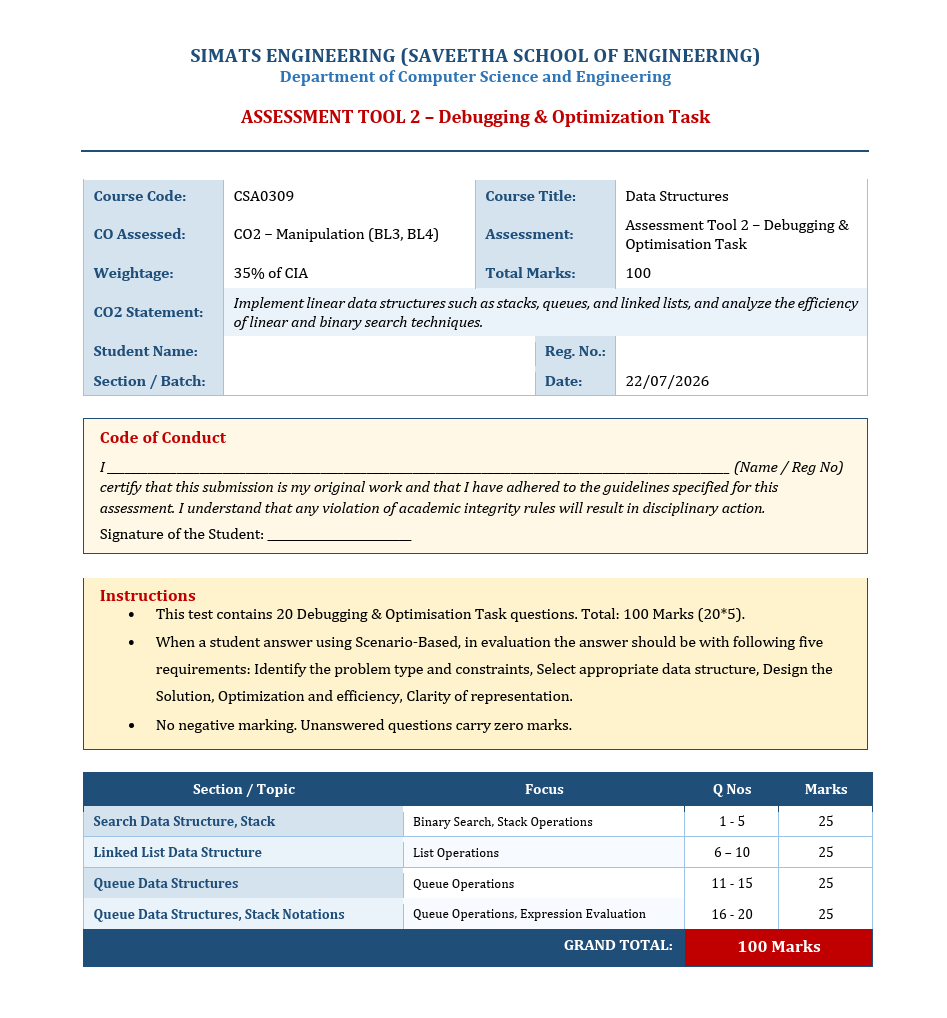 SIMATS ENGINEERING (SAVEETHA SCHOOL OF ENGINEERING)
Department of Computer Science and Engineering
ASSESSMENT TOOL 2 – Debugging & Optimization Task
Course Code: CSA0309 Course Title: Data Structures
CO Assessed: CO2 – Manipulation (BL3, BL4) Assessment: Assessment Tool 2 – Debugging &
Optimisation Task
Weightage: 35% of CIA Total Marks: 100
CO2 Statement: Implement linear data structures such as stacks, queues, and linked lists, and analyze the efficiency
of linear and binary search techniques.
Student Name: Reg. No.:
Section / Batch: Date: 22/07/2026
Code of Conduct
I ______________________________ (Name / Reg No)
certify that this submission is my original work and that I have adhered to the guidelines specified for this
assessment. I understand that any violation of academic integrity rules will result in disciplinary action.
Signature of the Student: ____________________
Instructions
• This test contains 20 Debugging & Optimisation Task questions. Total: 100 Marks (20*5).
• When a student answer using Scenario-Based, in evaluation the answer should be with following five
requirements: Identify the problem type and constraints, Select appropriate data structure, Design the
Solution, Optimization and efficiency, Clarity of representation.
• No negative marking. Unanswered questions carry zero marks.
Section / Topic Focus Q Nos Marks
Search Data Structure, Stack Binary Search, Stack Operations 1 - 5 25
Linked List Data Structure List Operations 6 – 10 25
Queue Data Structures Queue Operations 11 - 15 25
Queue Data Structures, Stack Notations Queue Operations, Expression Evaluation 16 - 20 25
GRAND TOTAL: 100 Marks